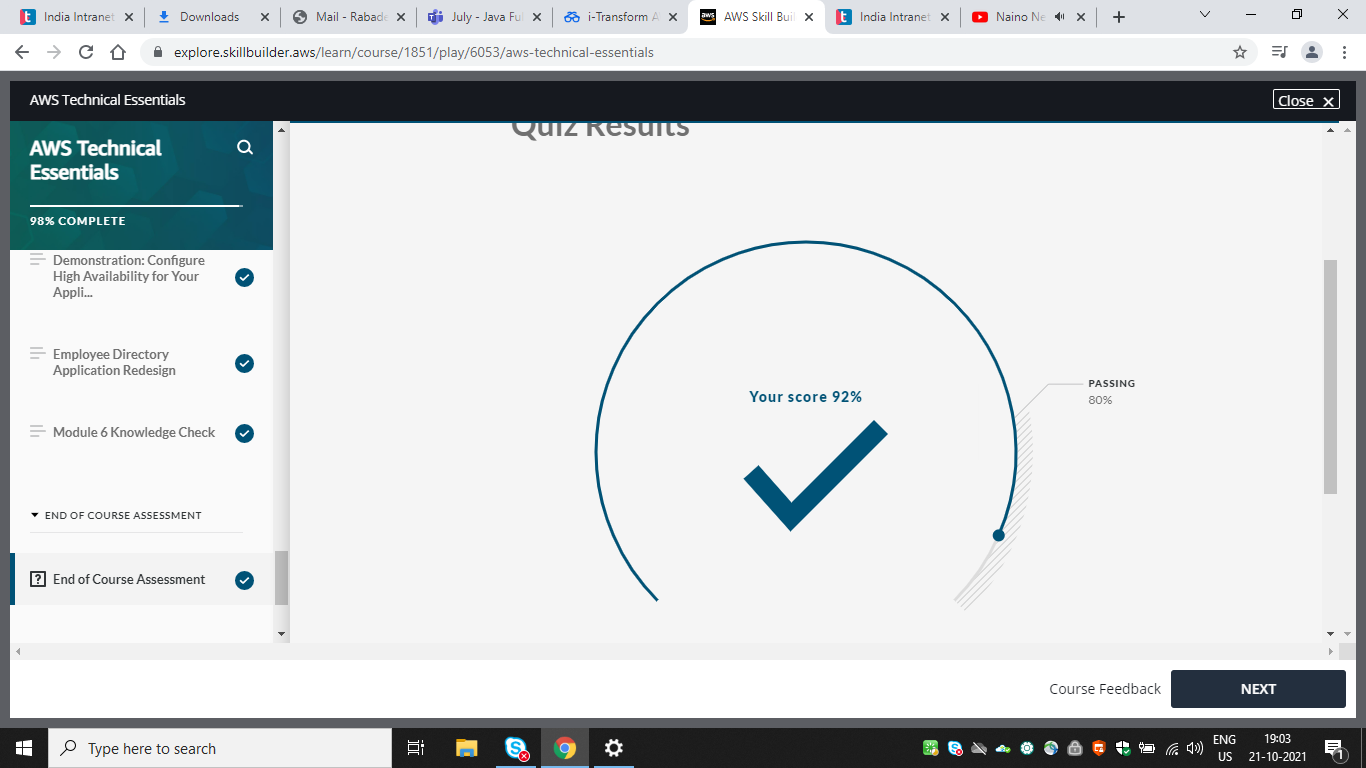 India Intranet
Downloads
Mail - Rabade
July - Java Ful
i-Transform A
aws
AWS Skill Buil
India Intranet
Naino Ne
explore.skillbuilder.aws/learn/course/1851/play/6053/aws-technical-essentials
AWS Technical Essentials
Close
AWS Technical
Essentials
98% COMPLETE
Demonstration: Configure
High Availability for Your
Appli...
Employee Directory
Application Redesign
Module 6 Knowledge Check
END OF COURSE ASSESSMENT
End of Course Assessment
Quiz Results
Your score 92%
PASSING
80%
Course Feedback
NEXT
Type here to search
ENG
US
19:03
21-10-2021
1